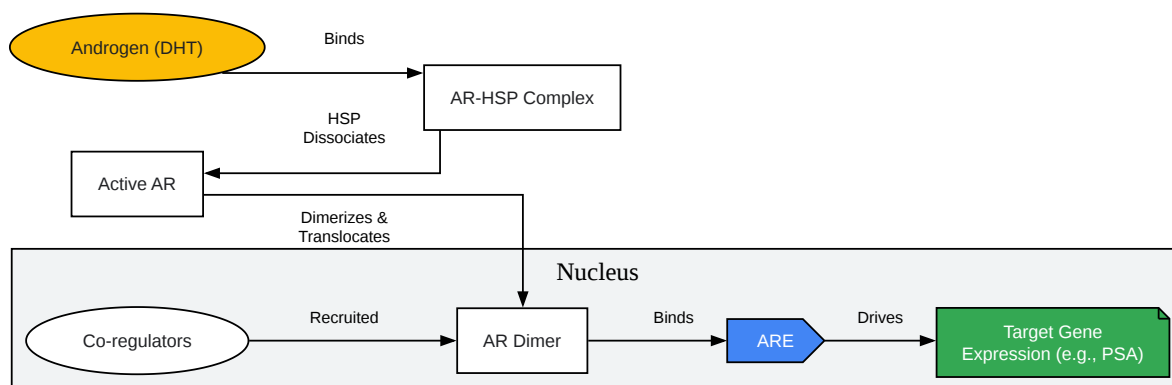 Androgen (DHT)
Binds
AR-HSP Complex
HSP
Dissociates
Active AR
Dimerizes &
Translocates
Nucleus
Co-regulators
Recruited
AR Dimer
Binds
ARE
Drives
Target Gene
Expression (e.g., PSA)